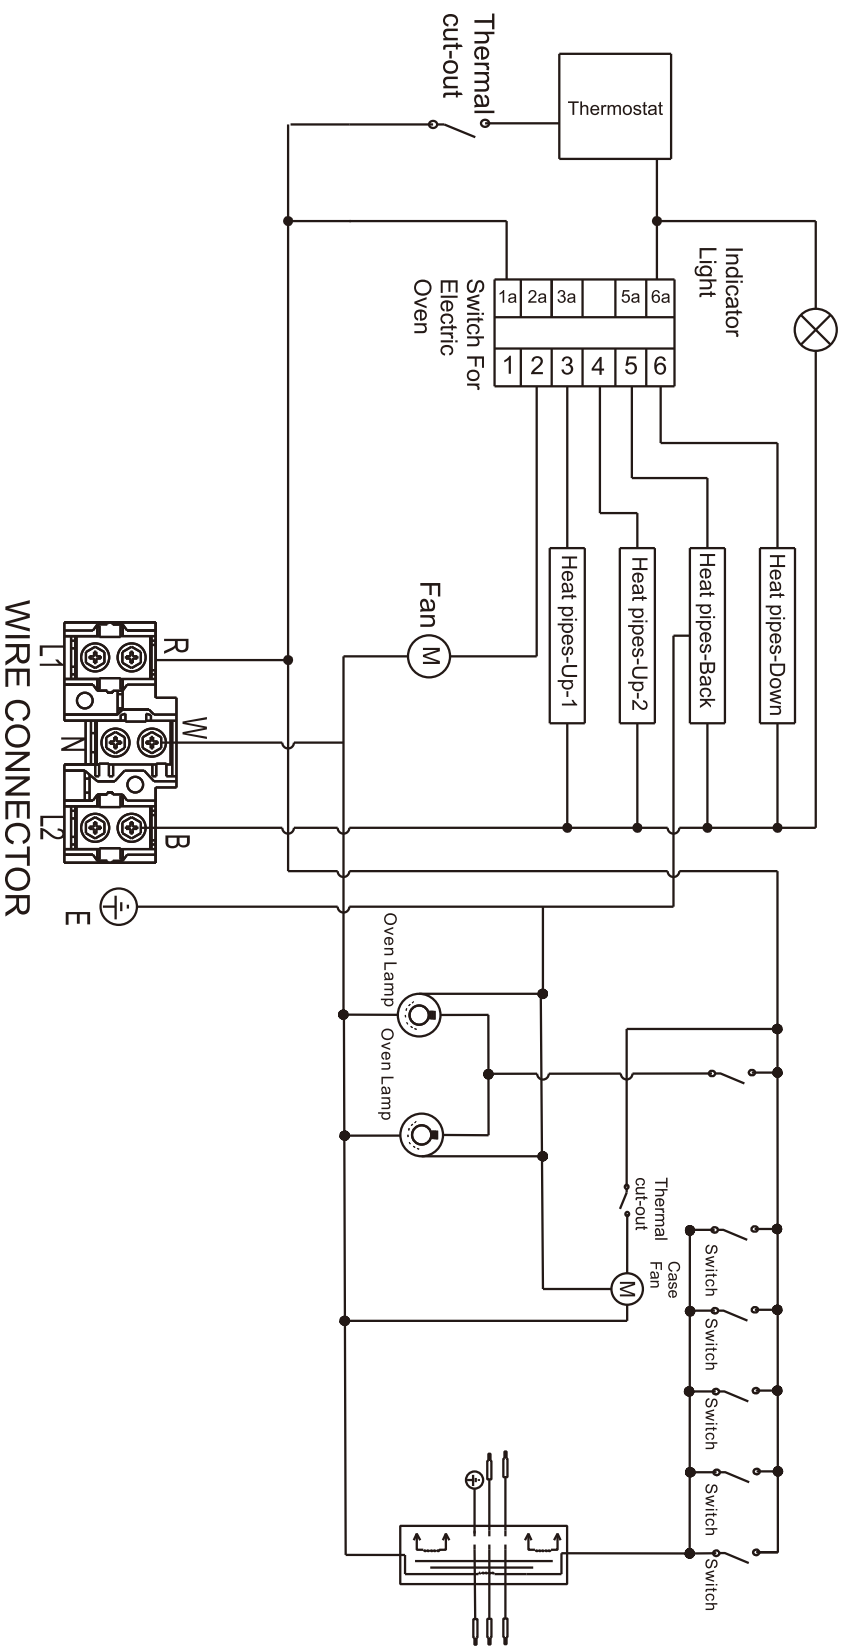 Thermal
cut-out
Thermostat
Indicator
Light
Switch For
Electric
Oven
1a
2a
3a
5a
6a
1
2
3
4
5
6
Fan
M
Heat pipes-Up-1
Heat pipes-Up-2
Heat pipes-Back
Heat pipes-Down
WIRE CONNECTOR
L1
R
N
W
L2
B
E
Oven Lamp
Oven Lamp
Thermal
cut-out
Case
Fan
M
Switch
Switch
Switch
Switch
Switch